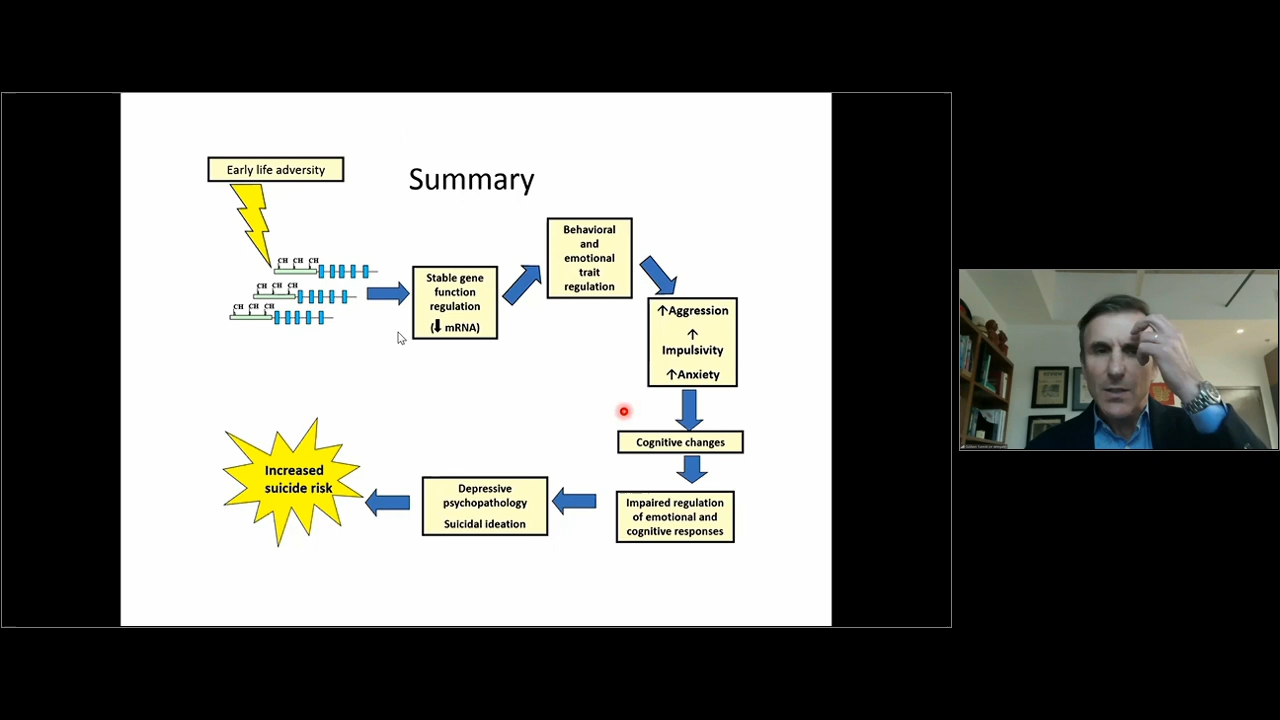 Early life adversity
Summary
CH CH CH
CH CH CH
CH CH CH
Stable gene
function
regulation
(⬇ mRNA)
Behavioral
and
emotional
trait
regulation
↑Aggression
↑
Impulsivity
↑Anxiety
Cognitive changes
Impaired regulation
of emotional and
cognitive responses
Depressive
psychopathology
Suicidal ideation
Increased
suicide risk